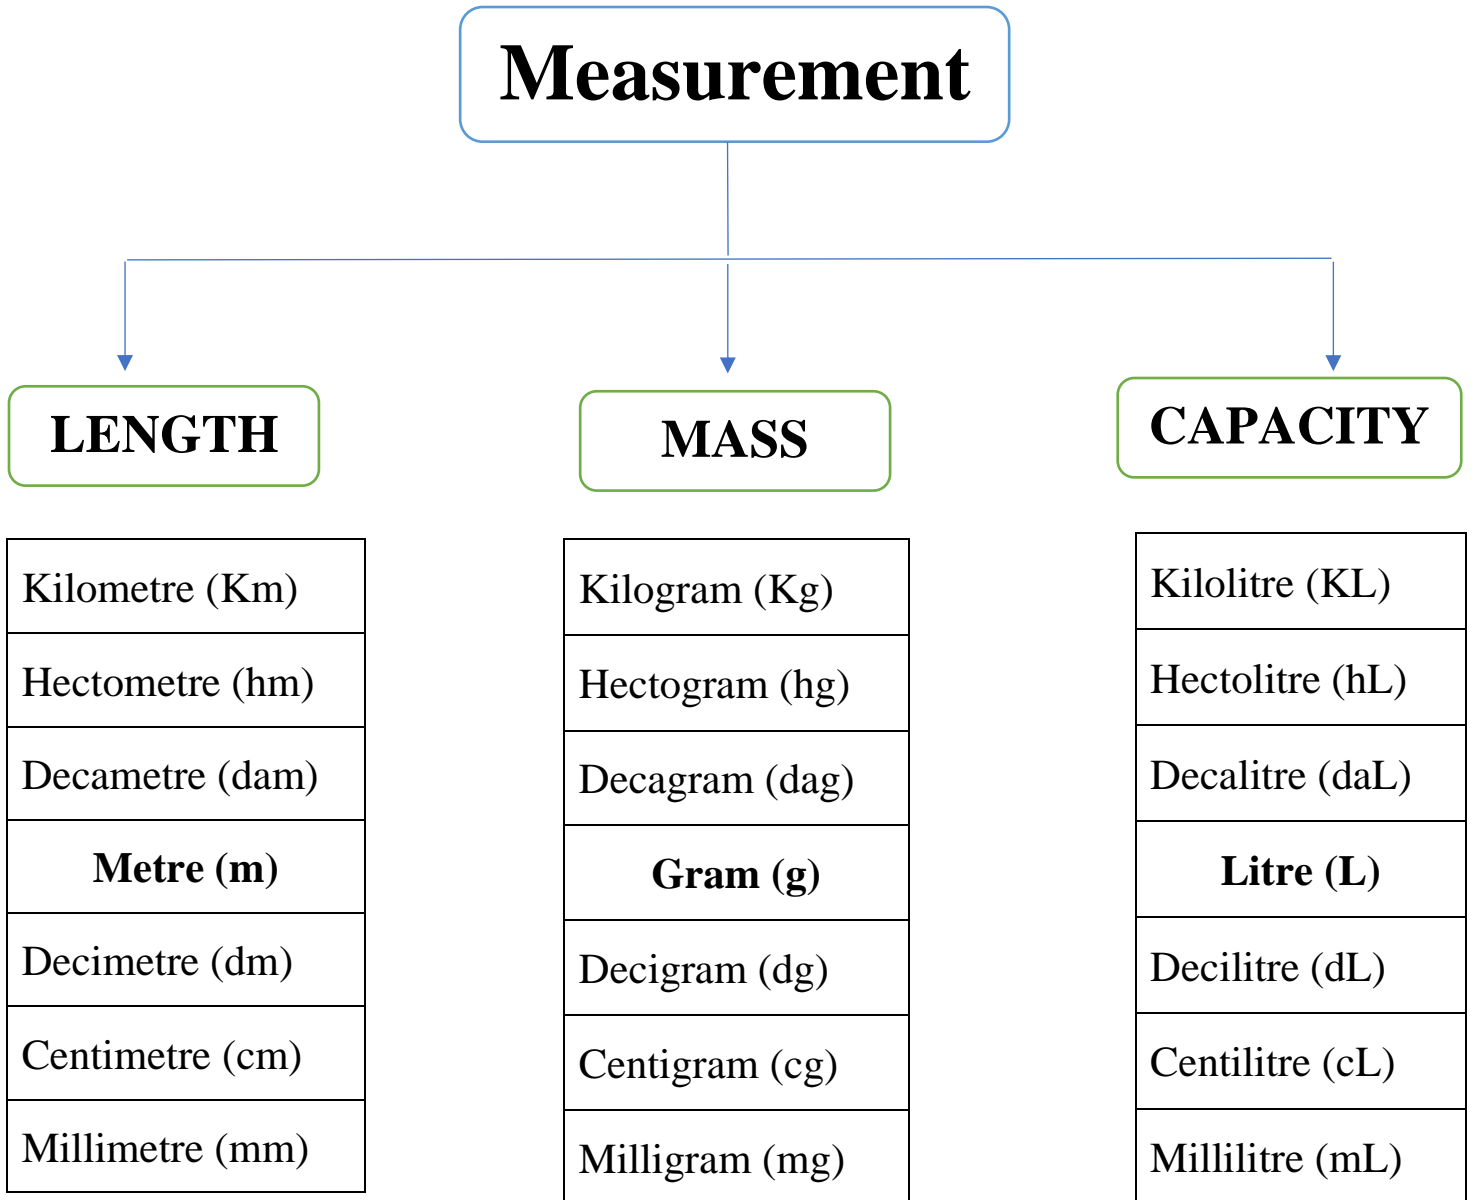 Measurement
LENGTH
MASS
CAPACITY
Kilometre (Km)
Hectometre (hm)
Decametre (dam)
Metre (m)
Decimetre (dm)
Centimetre (cm)
Millimetre (mm)
Kilogram (Kg)
Hectogram (hg)
Decagram (dag)
Gram (g)
Decigram (dg)
Centigram (cg)
Milligram (mg)
Kilolitre (KL)
Hectolitre (hL)
Decalitre (daL)
Litre (L)
Decilitre (dL)
Centilitre (cL)
Millilitre (mL)